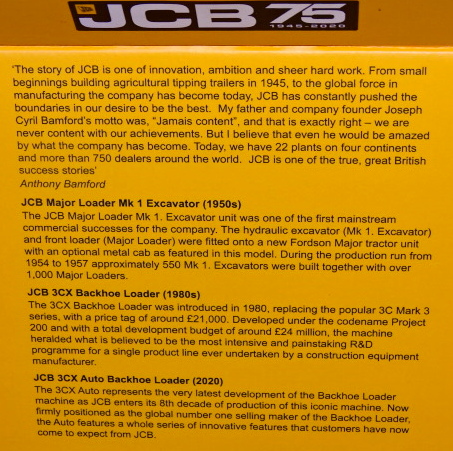 JCB 75
1945-2020
'The story of JCB is one of innovation, ambition and sheer hard work. From small
beginnings building agricultural tipping trailers in 1945, to the global force in
manufacturing the company has become today, JCB has constantly pushed the
boundaries in our desire to be the best. My father and company founder Joseph
Cyril Bamford's motto was, "Jamais content", and that is exactly right – we are
never content with our achievements. But I believe that even he would be amazed
by what the company has become. Today, we have 22 plants on four continents
and more than 750 dealers around the world. JCB is one of the true, great British
success stories'
Anthony Bamford
JCB Major Loader Mk 1 Excavator (1950s)
The JCB Major Loader Mk 1. Excavator unit was one of the first mainstream
commercial successes for the company. The hydraulic excavator (Mk 1. Excavator)
and front loader (Major Loader) were fitted onto a new Fordson Major tractor unit
with an optional metal cab as featured in this model. During the production run from
1954 to 1957 approximately 550 Mk 1. Excavators were built together with over
1,000 Major Loaders.
JCB 3CX Backhoe Loader (1980s)
The 3CX Backhoe Loader was introduced in 1980, replacing the popular 3C Mark 3
series, with a price tag of around £21,000. Developed under the codename Project
200 and with a total development budget of around £24 million, the machine
heralded what is believed to be the most intensive and painstaking R&D
programme for a single product line ever undertaken by a construction equipment
manufacturer.
JCB 3CX Auto Backhoe Loader (2020)
The 3CX Auto represents the very latest development of the Backhoe Loader
machine as JCB enters its 8th decade of production of this iconic machine. Now
firmly positioned as the global number one selling maker of the Backhoe Loader,
the Auto features a whole series of innovative features that customers have now
come to expect from JCB.